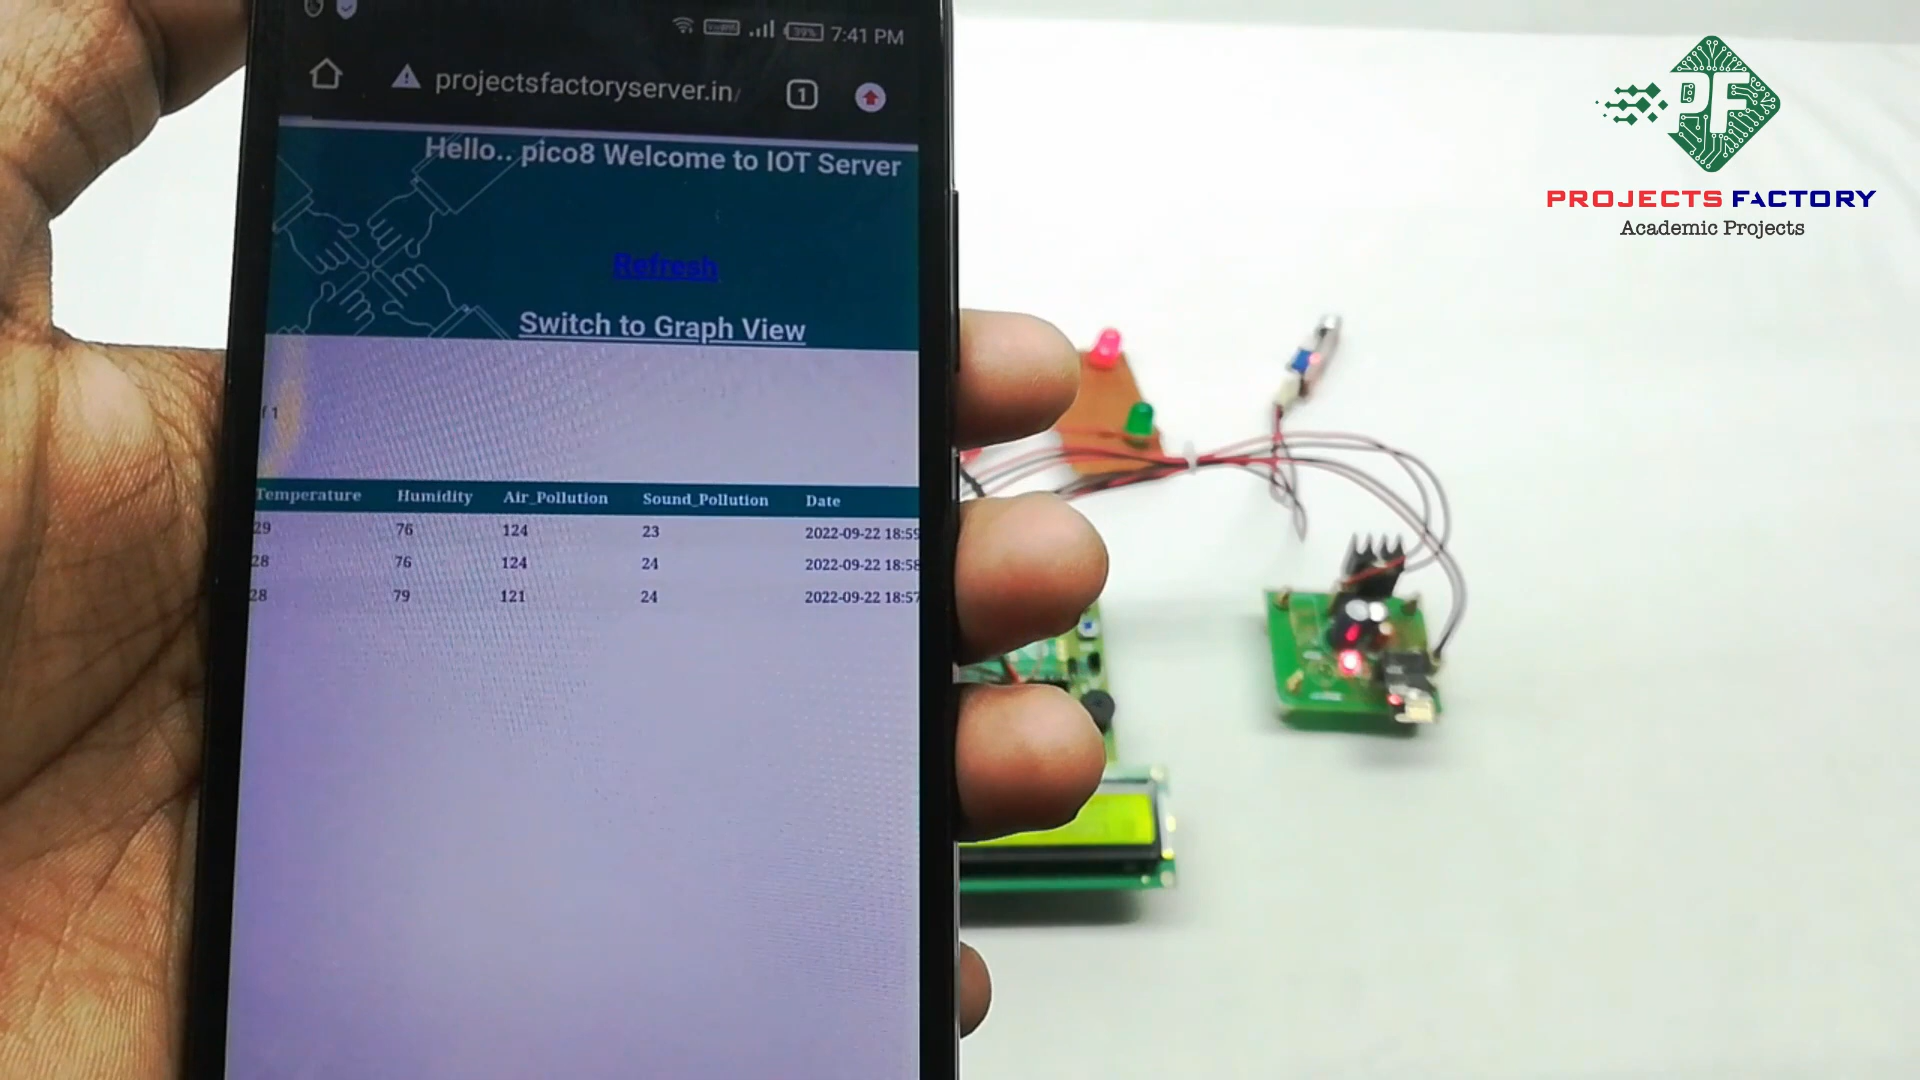 7:41 PM
projectsfactoryserver.in/
1
Hello.. pico8 Welcome to IOT Server
Refresh
Switch to Graph View
f 1
Temperature Humidity Air_Pollution Sound_Pollution Date
29 76 124 23 2022-09-22 18:59
28 76 124 24 2022-09-22 18:58
28 79 121 24 2022-09-22 18:57
PF
PROJECTS FACTORY
Academic Projects